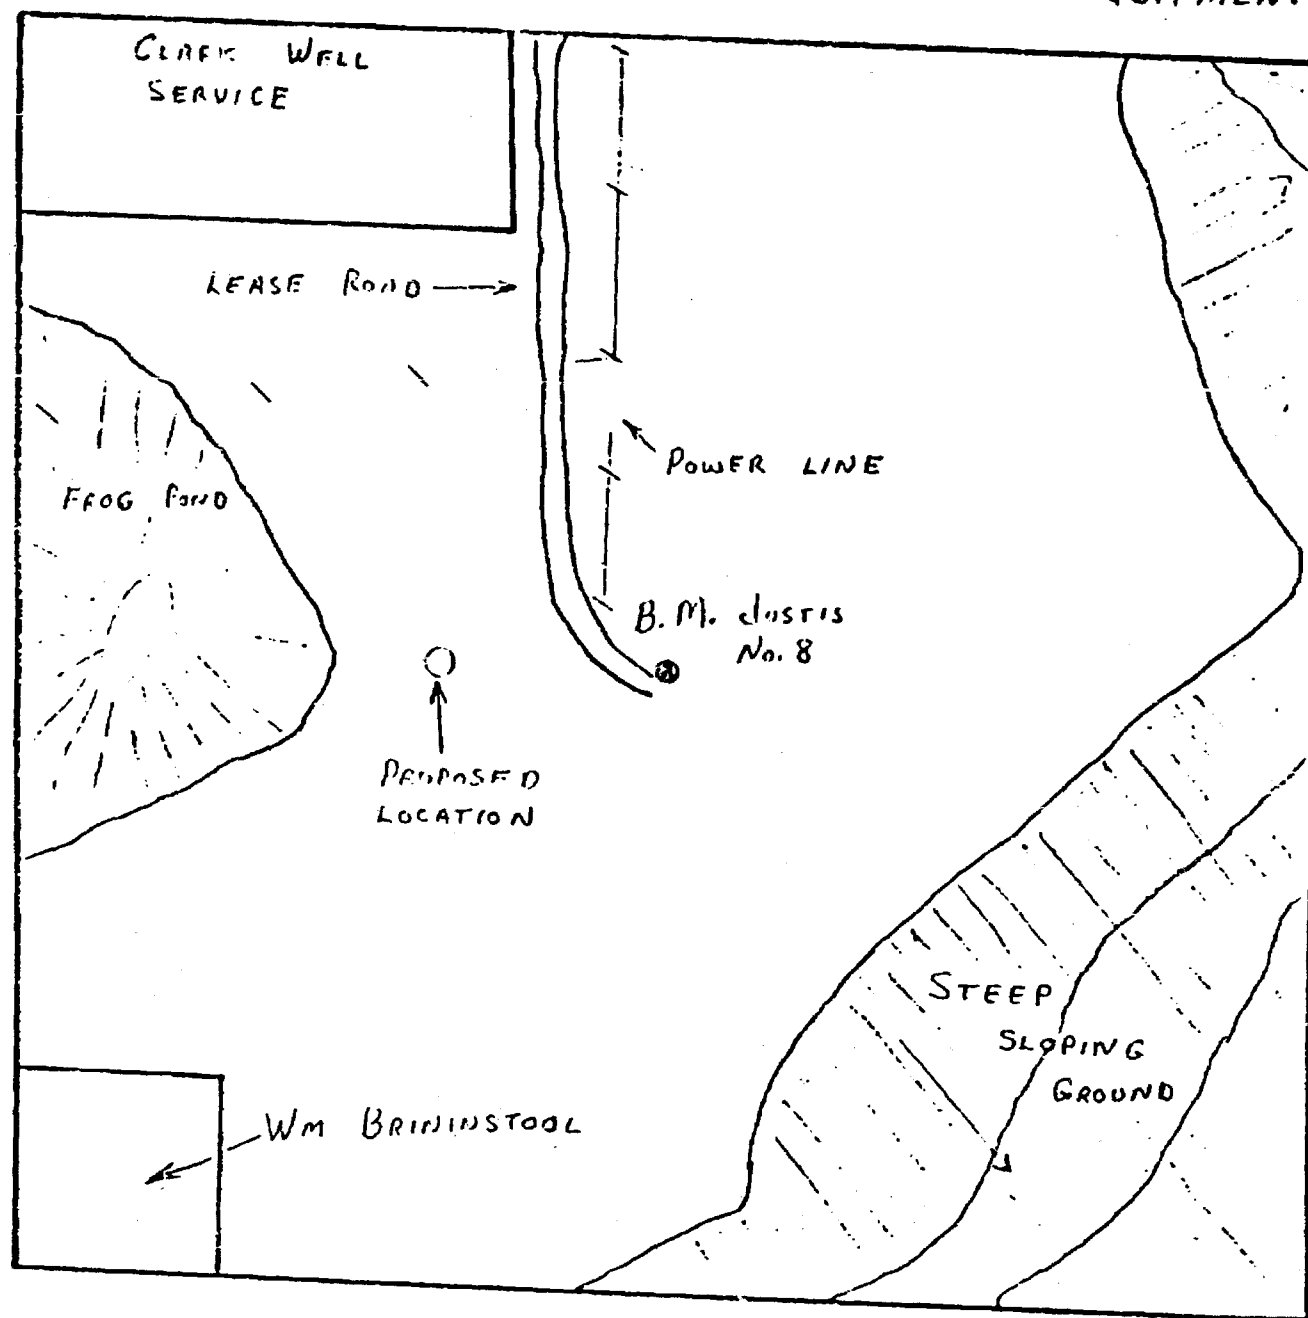 CLARK WELL
SERVICE
LEASE ROAD
POWER LINE
FROG POND
B.M. Justis
No. 8
PROPOSED
LOCATION
STEEP
SLOPING
GROUND
WM BRININSTOOL